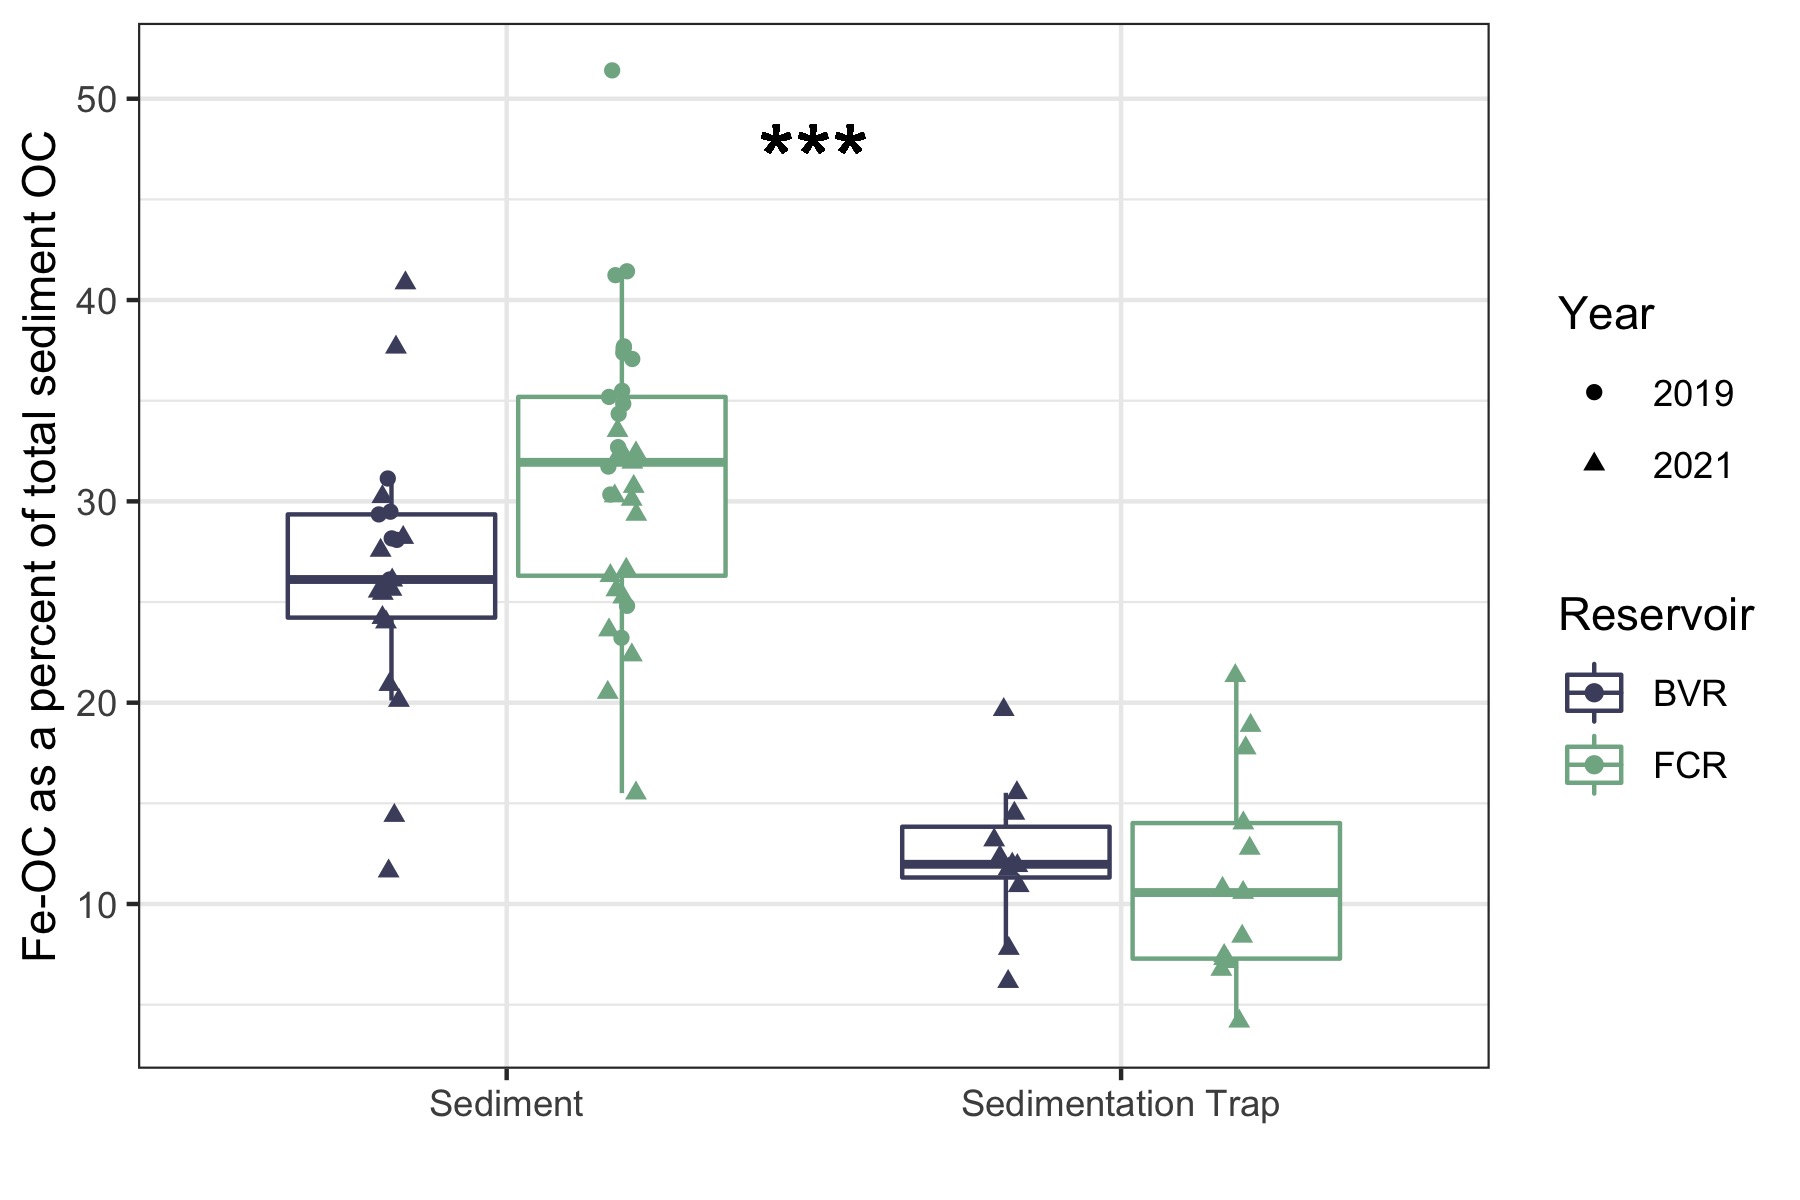 Fe-OC as a percent of total sediment OC
50
40
30
20
10
***
Sediment
Sedimentation Trap
Year
2019
2021
Reservoir
BVR
FCR